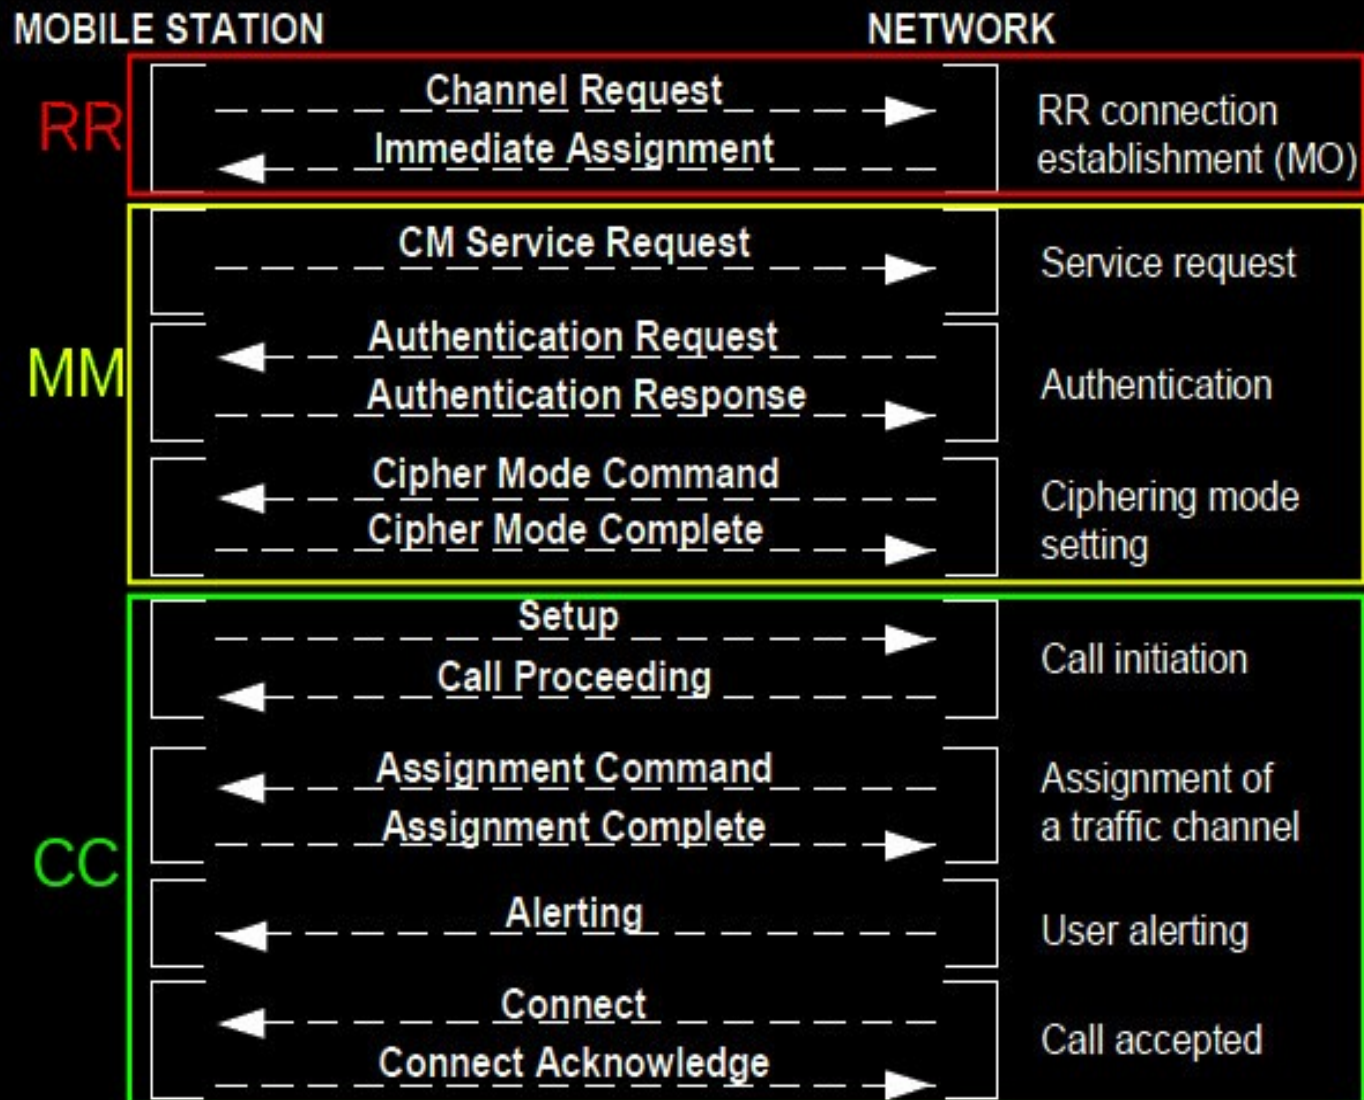 MOBILE STATION
NETWORK
RR
Channel Request
Immediate Assignment
RR connection
establishment (MO)
MM
CM Service Request
Service request
Authentication Request
Authentication Response
Authentication
Cipher Mode Command
Cipher Mode Complete
Ciphering mode
setting
CC
Setup
Call Proceeding
Call initiation
Assignment Command
Assignment Complete
Assignment of
a traffic channel
Alerting
User alerting
Connect
Connect Acknowledge
Call accepted